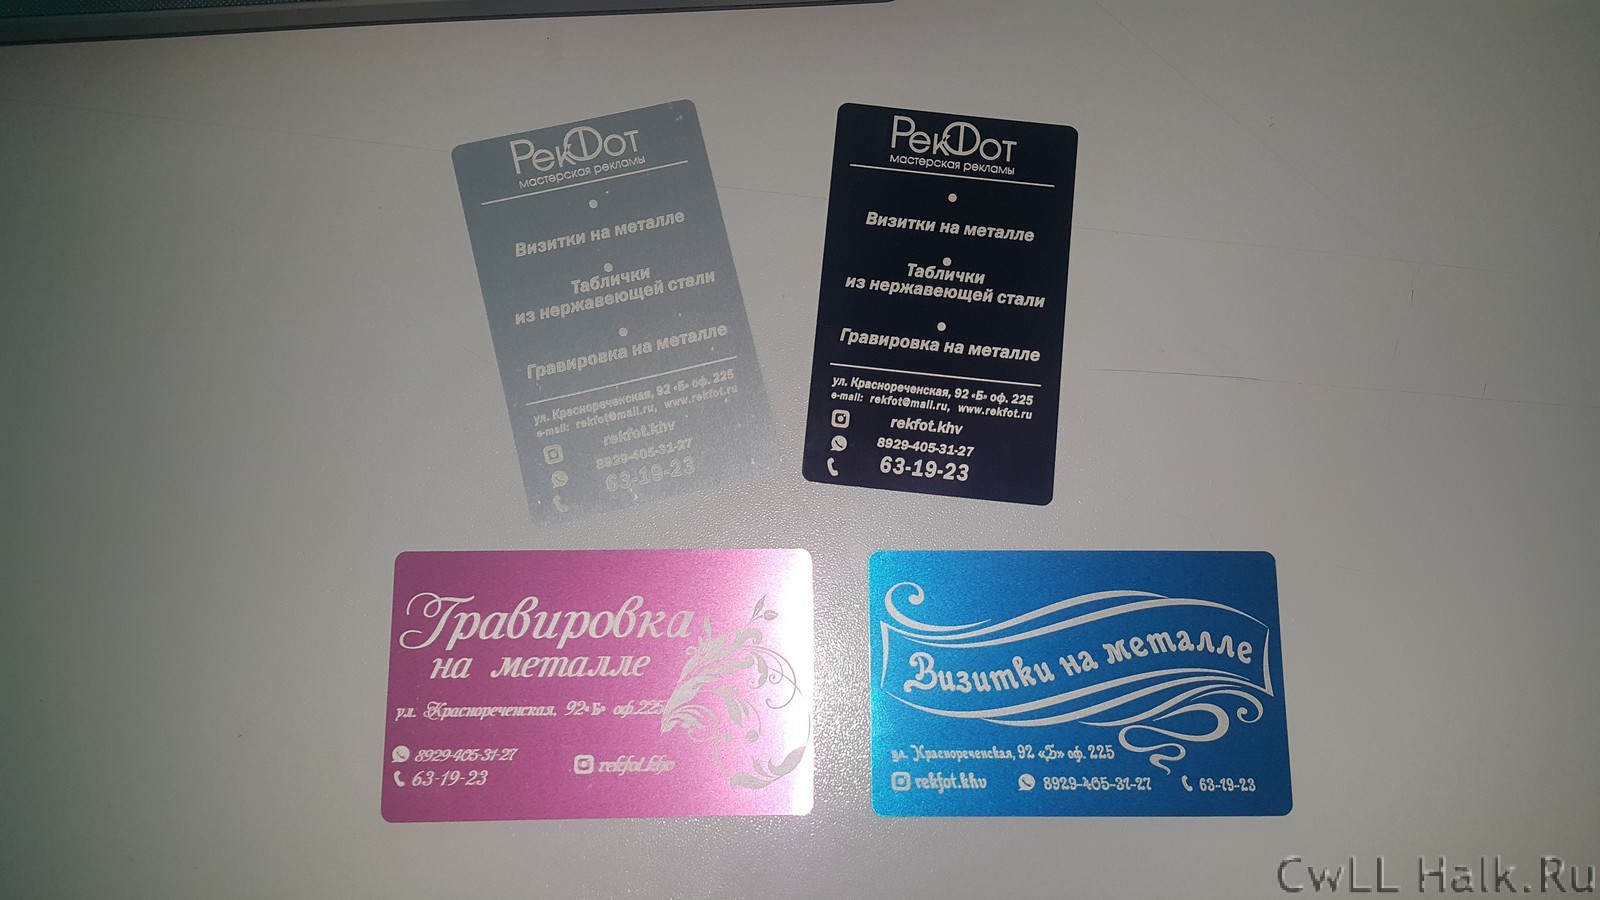 РекФот
мастерская рекламы
Визитки на металле
Таблички
из нержавеющей стали
Гравировка на металле
ул. Краснореченская, 92 «Б» оф. 225
e-mail: rekfot@mail.ru, www.rekfot.ru
rekfot.khv
8929-405-31-27
63-19-23
РекФот
мастерская рекламы
Визитки на металле
Таблички
из нержавеющей стали
Гравировка на металле
ул. Краснореченская, 92 «Б» оф. 225
e-mail: rekfot@mail.ru, www.rekfot.ru
rekfot.khv
8929-405-31-27
63-19-23
Гравировка
на металле
ул. Краснореченская, 92«Б» оф.225
8929-405-31-27 rekfot.khv
63-19-23
Визитки на металле
ул. Краснореченская, 92 «Б» оф. 225
rekfot.khv 8929-405-31-27 63-19-23
CwLL Halk.Ru